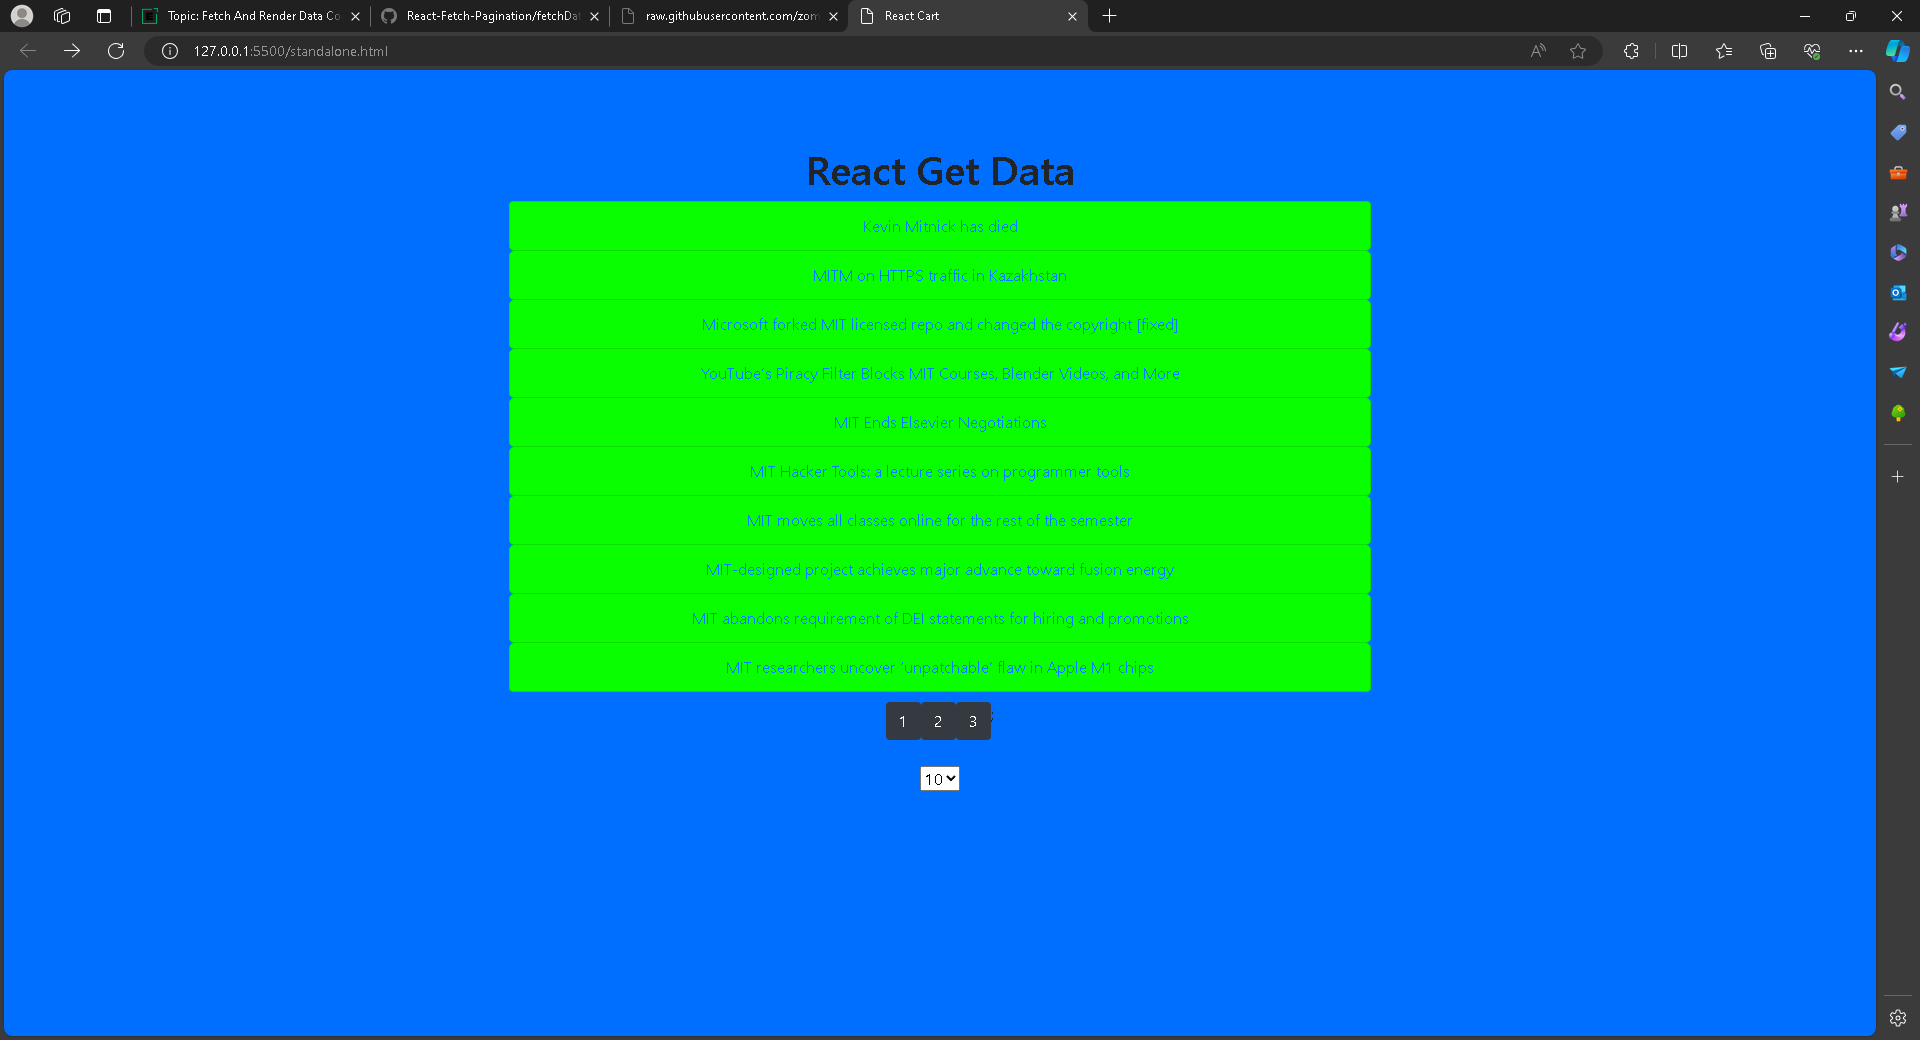 Topic: Fetch And Render Data Co
React-Fetch-Pagination/fetchDa
raw.githubusercontent.com/zom
React Cart
127.0.0.1:5500/standalone.html
React Get Data
Kevin Mitnick has died
MITM on HTTPS traffic in Kazakhstan
Microsoft forked MIT licensed repo and changed the copyright [fixed]
YouTube's Piracy Filter Blocks MIT Courses, Blender Videos, and More
MIT Ends Elsevier Negotiations
MIT Hacker Tools: a lecture series on programmer tools
MIT moves all classes online for the rest of the semester
MIT-designed project achieves major advance toward fusion energy
MIT abandons requirement of DEI statements for hiring and promotions
MIT researchers uncover 'unpatchable' flaw in Apple M1 chips
1 2 3 ;
10